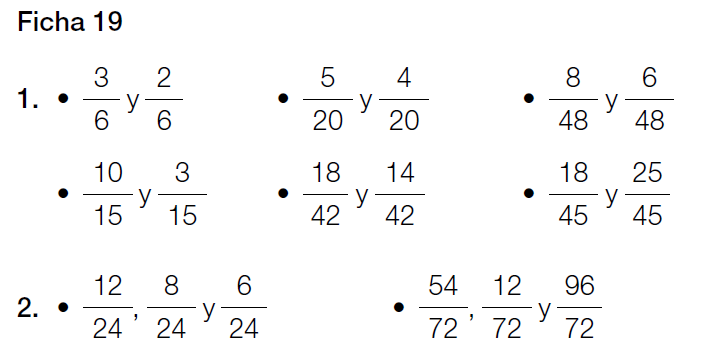 Ficha 19
1. • 3/6 y 2/6 • 5/20 y 4/20 • 8/48 y 6/48
• 10/15 y 3/15 • 18/42 y 14/42 • 18/45 y 25/45
2. • 12/24, 8/24 y 6/24 • 54/72, 12/72 y 96/72